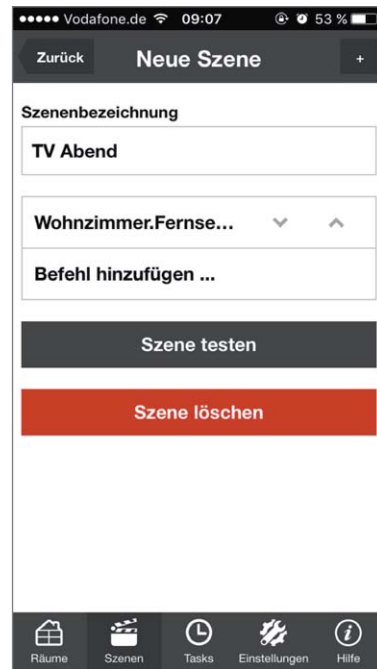 Vodafone.de 09:07 53 %
Zurück Neue Szene +
Szenenbezeichnung
TV Abend
Wohnzimmer.Fernse...
Befehl hinzufügen ...
Szene testen
Szene löschen
Räume Szenen Tasks Einstellungen Hilfe